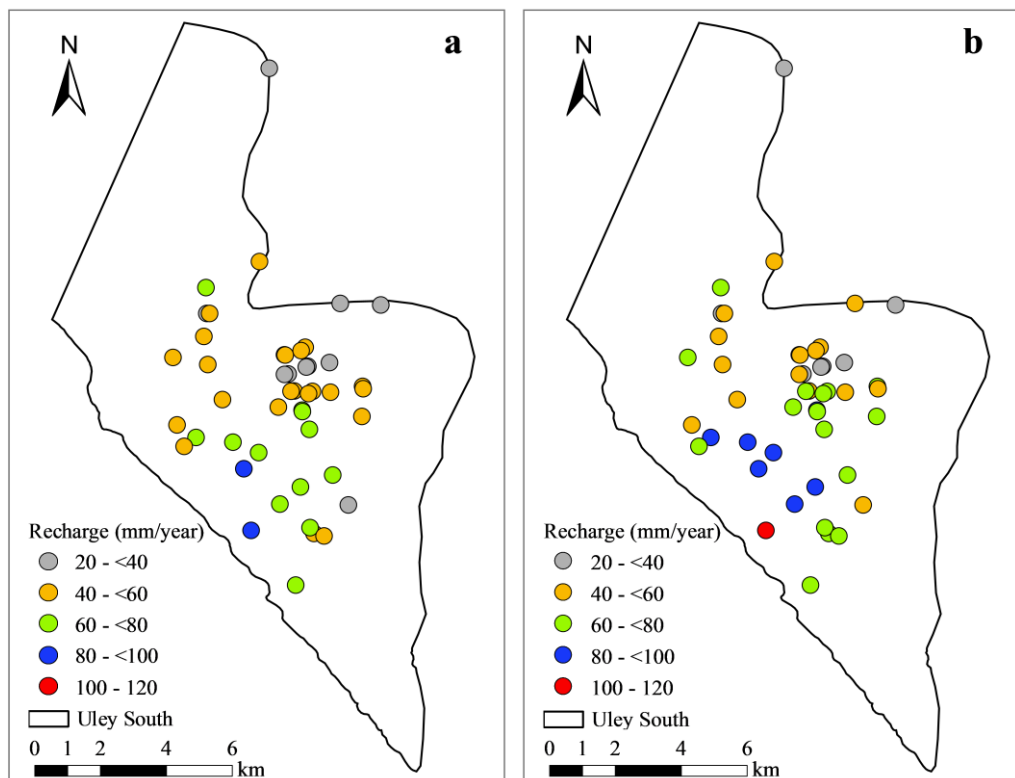 a
N
Recharge (mm/year)
20 - <40
40 - <60
60 - <80
80 - <100
100 - 120
Uley South
0 1 2 4 6
km
b
N
Recharge (mm/year)
20 - <40
40 - <60
60 - <80
80 - <100
100 - 120
Uley South
0 1 2 4 6
km